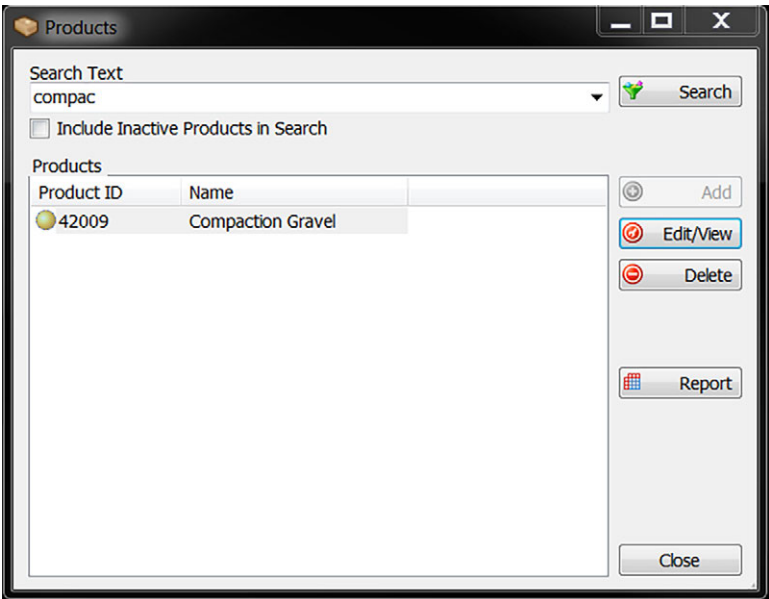 Products
Search Text
compac
Search
Include Inactive Products in Search
Products
Product ID Name
42009 Compaction Gravel
Add
Edit/View
Delete
Report
Close